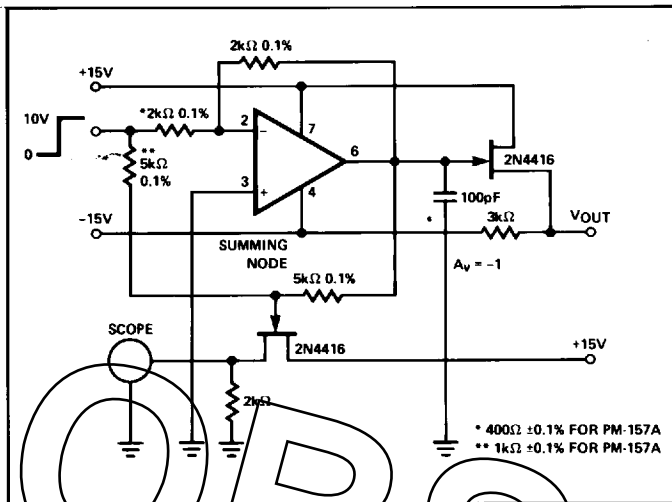 2kΩ 0.1%
+15V
10V
0
*2kΩ 0.1%
**
5kΩ
0.1%
2
−
7
6
3
+
4
2N4416
100pF
*
-15V
3kΩ
VOUT
SUMMING
NODE
AV = -1
5kΩ 0.1%
SCOPE
2N4416
+15V
2kΩ
* 400Ω ±0.1% FOR PM-157A
** 1kΩ ±0.1% FOR PM-157A